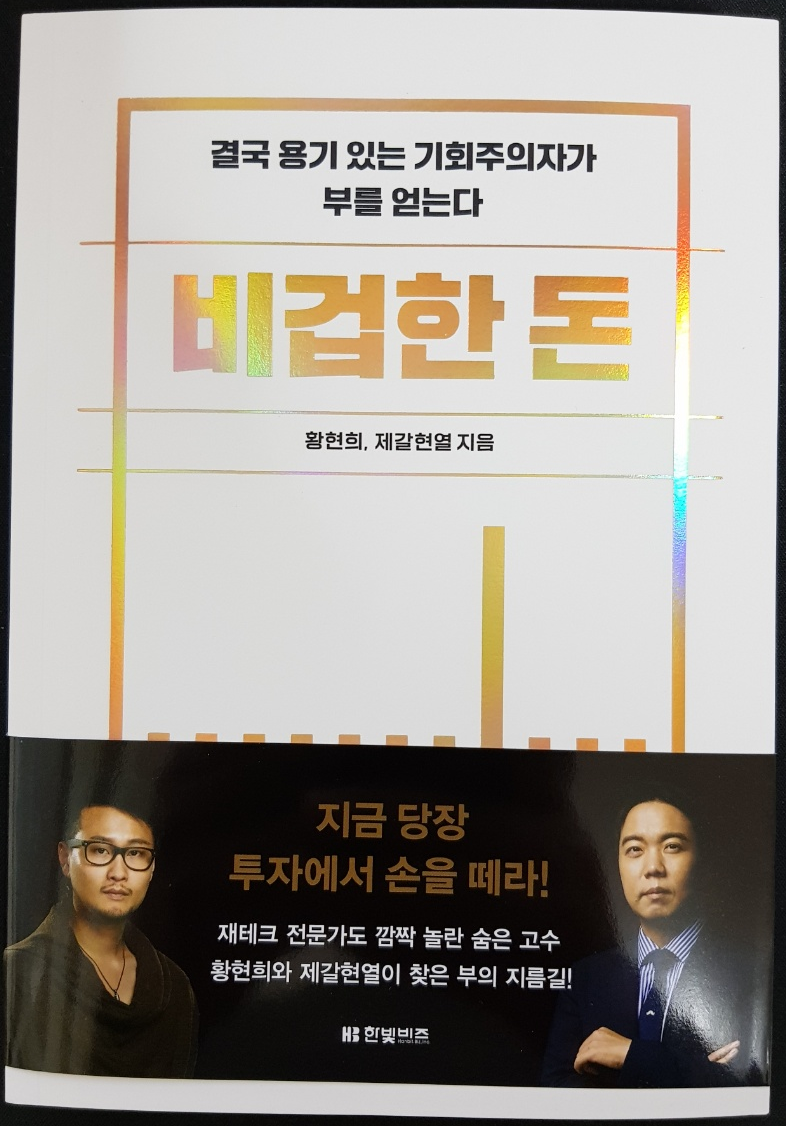 결국 용기 있는 기회주의자가
부를 얻는다
비겁한 돈
황현희, 제갈현열 지음
지금 당장
투자에서 손을 떼라!
재테크 전문가도 깜짝 놀란 숨은 고수
황현희와 제갈현열이 찾은 부의 지름길!
HB 한빛비즈
Hanbit Biz, Inc.